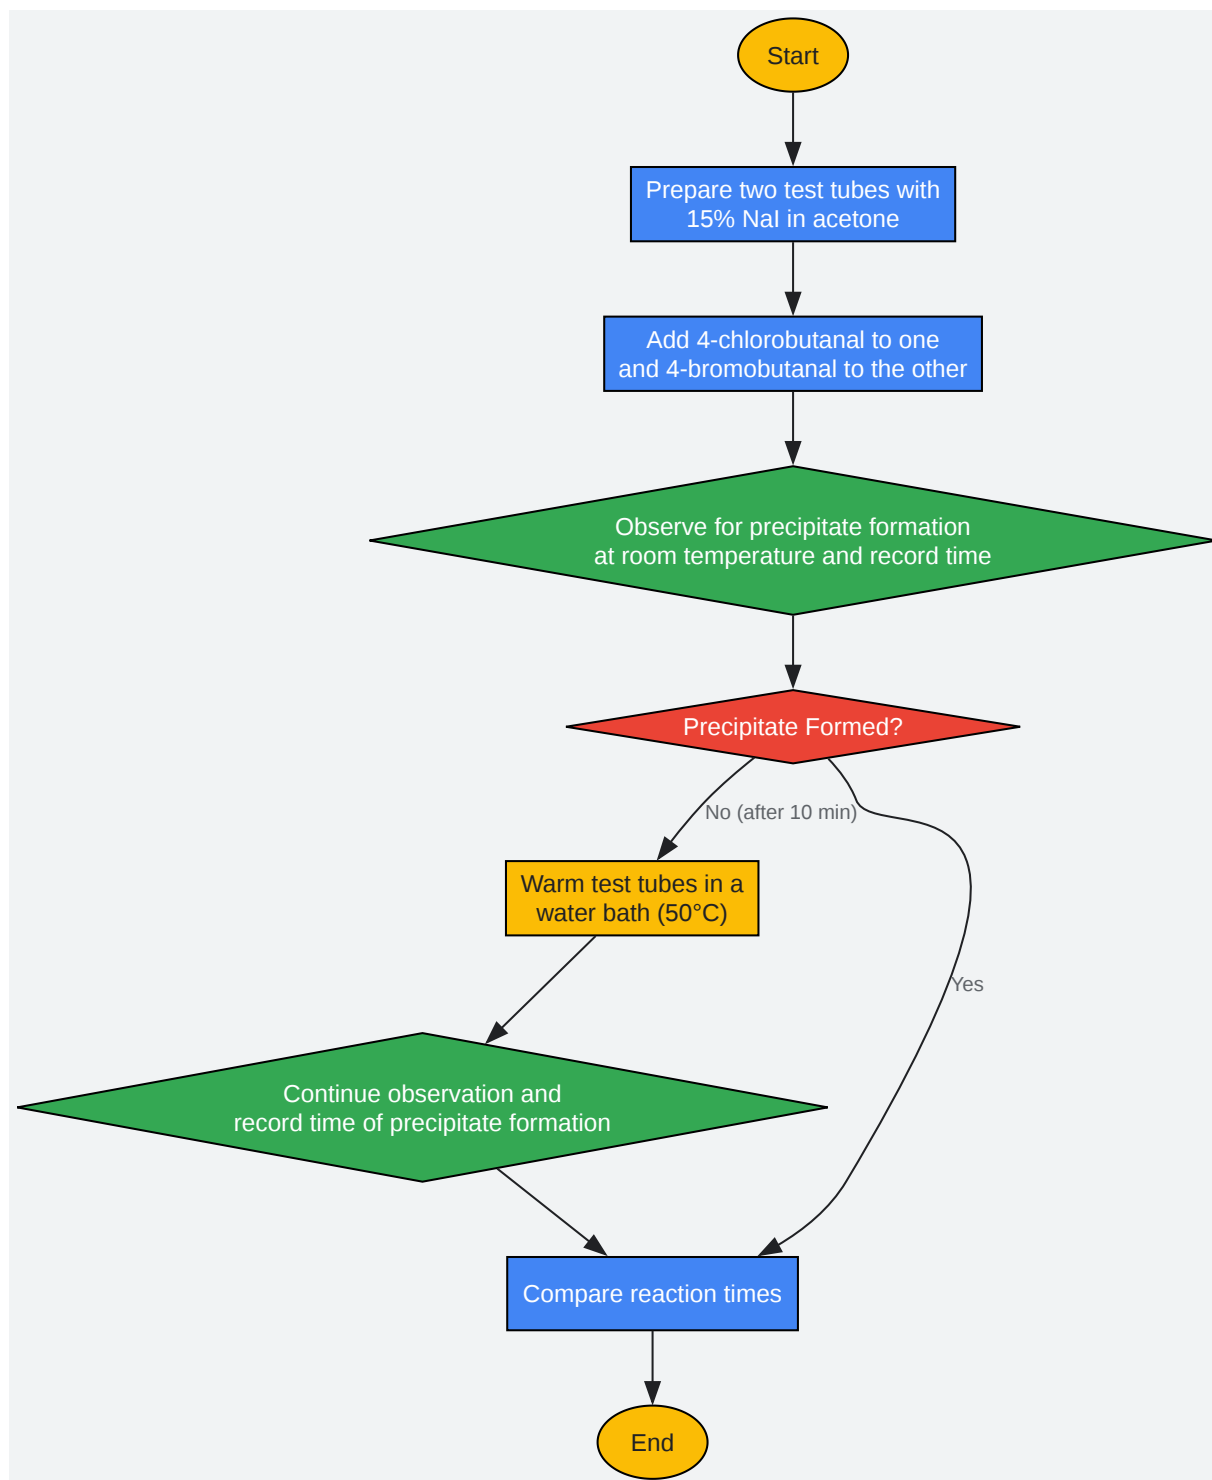 Start
Prepare two test tubes with
15% NaI in acetone
Add 4-chlorobutanal to one
and 4-bromobutanal to the other
Observe for precipitate formation
at room temperature and record time
Precipitate Formed?
No (after 10 min)
Warm test tubes in a
water bath (50°C)
Yes
Continue observation and
record time of precipitate formation
Compare reaction times
End